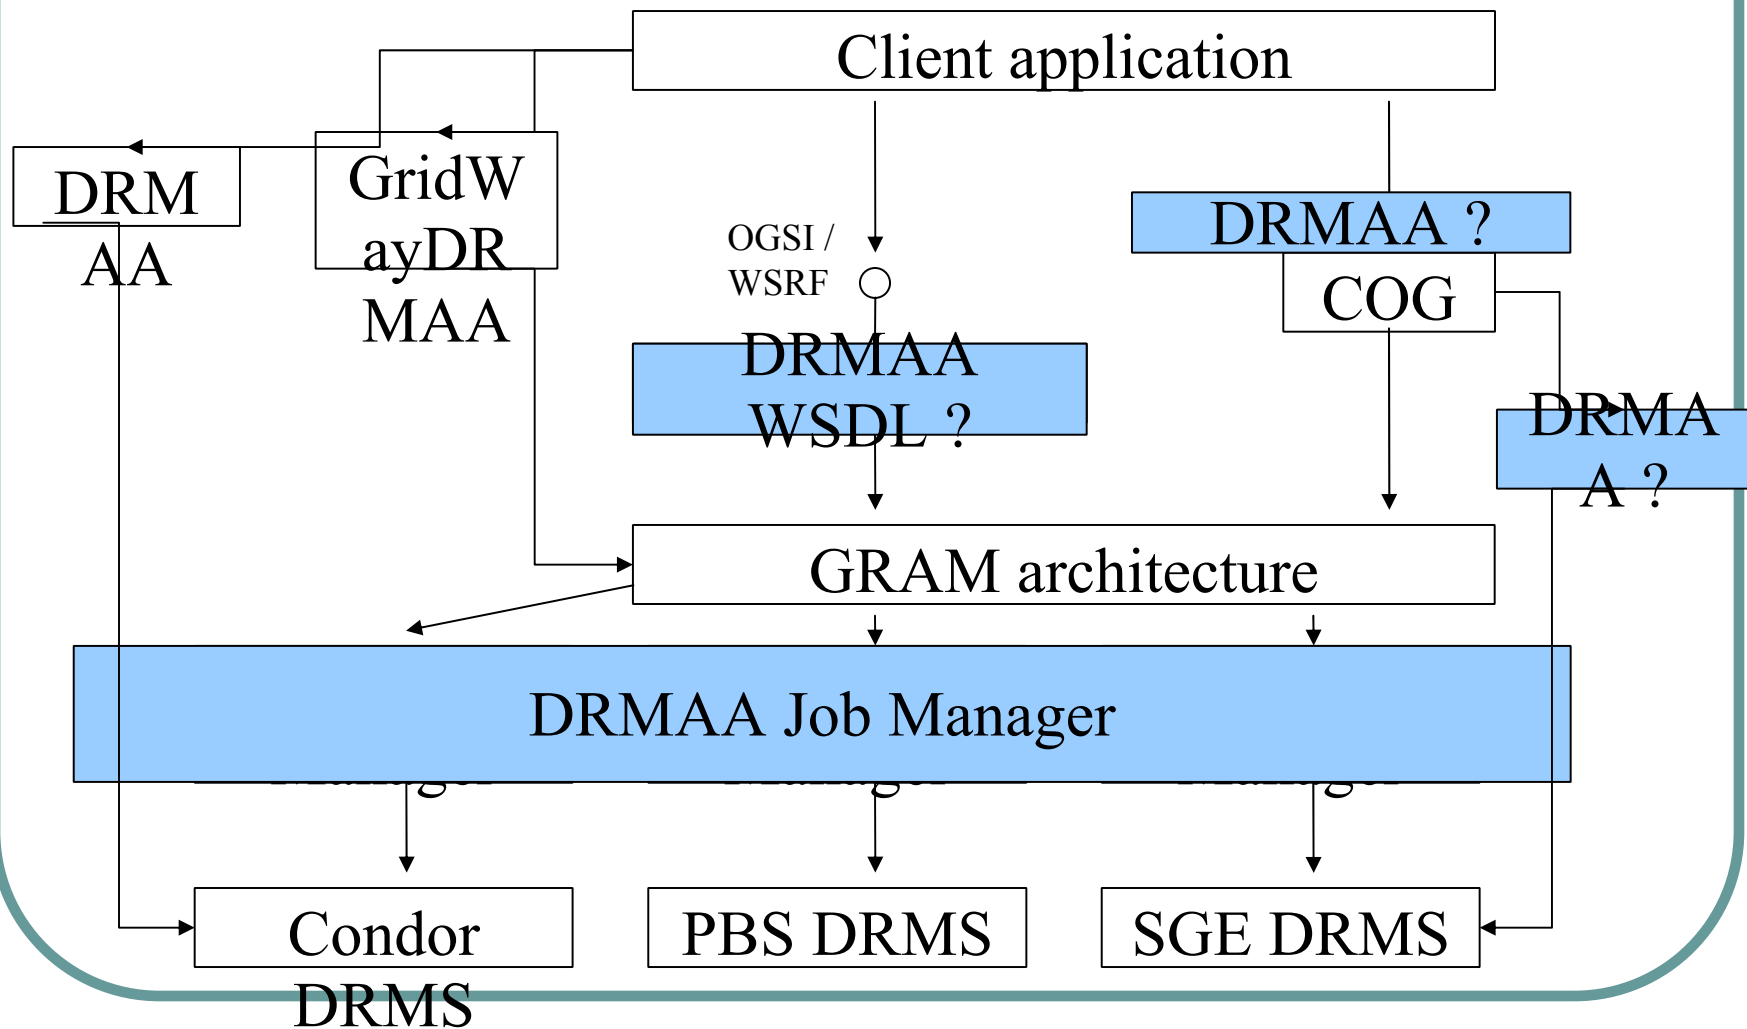 Client application
DRM
AA
GridW
ayDR
MAA
OGSI /
WSRF
DRMAA ?
COG
DRMAA
WSDL ?
DRMA
A ?
GRAM architecture
DRMAA Job Manager
Condor
DRMS
PBS DRMS
SGE DRMS